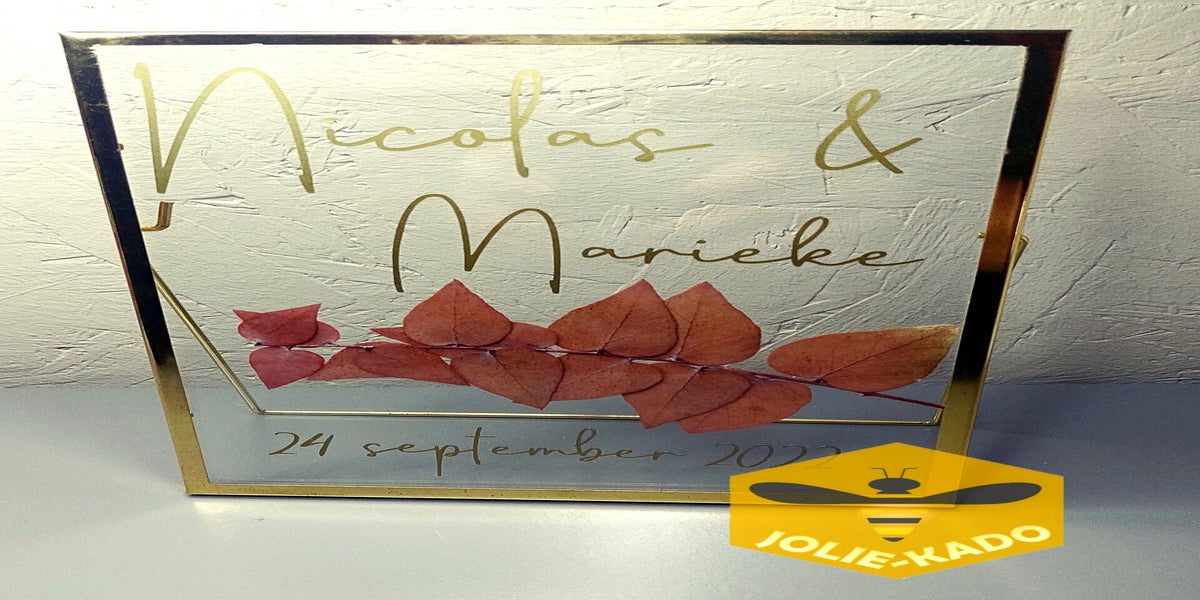 Nicolas &
Marieke
24 september 2022
JOLIE-KADO